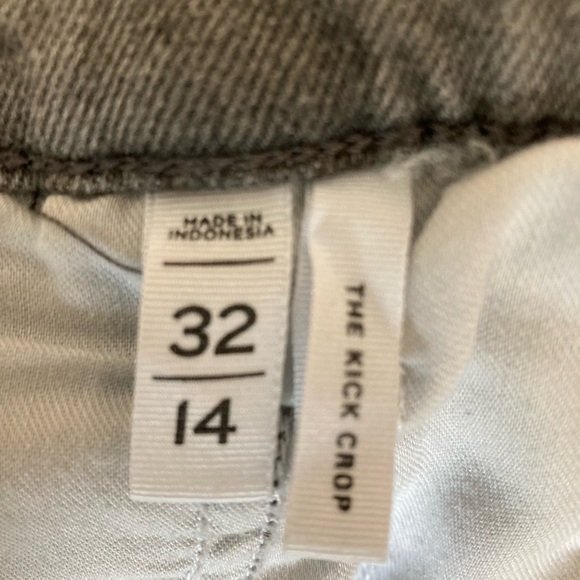 MADE IN
INDONESIA
32
14
THE KICK CROP